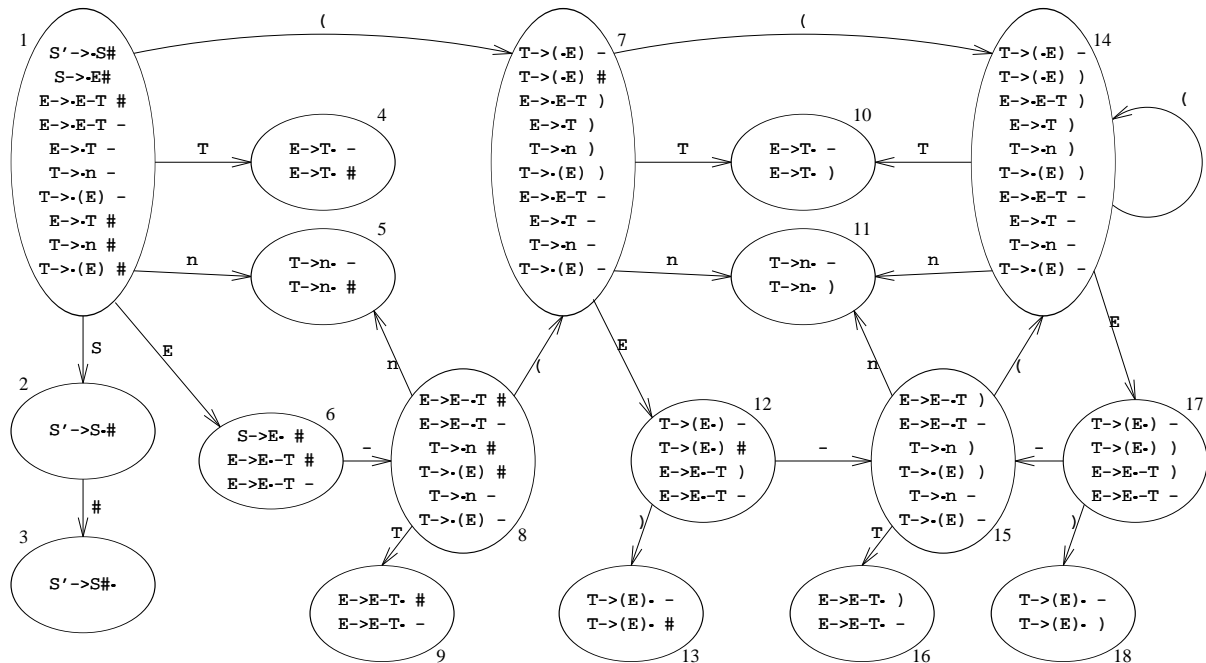 1
S'->•S#
S->•E#
E->•E-T #
E->•E-T -
E->•T -
T->•n -
T->•(E) -
E->•T #
T->•n #
T->•(E) #
(
T
n
S
E
2
S'->S•#
#
3
S'->S#•
4
E->T• -
E->T• #
5
T->n• -
T->n• #
6
S->E• #
E->E•-T #
E->E•-T -
-
7
T->(•E) -
T->(•E) #
E->•E-T )
E->•T )
T->•n )
T->•(E) )
E->•E-T -
E->•T -
T->•n -
T->•(E) -
(
T
n
E
8
E->E-•T #
E->E-•T -
T->•n #
T->•(E) #
T->•n -
T->•(E) -
n
(
T
9
E->E-T• #
E->E-T• -
10
E->T• -
E->T• )
11
T->n• -
T->n• )
12
T->(E•) -
T->(E•) #
E->E•-T )
E->E•-T -
-
)
13
T->(E)• -
T->(E)• #
14
T->(•E) -
T->(•E) )
E->•E-T )
E->•T )
T->•n )
T->•(E) )
E->•E-T -
E->•T -
T->•n -
T->•(E) -
(
T
n
E
15
E->E-•T )
E->E-•T -
T->•n )
T->•(E) )
T->•n -
T->•(E) -
n
(
T
16
E->E-T• )
E->E-T• -
17
T->(E•) -
T->(E•) )
E->E•-T )
E->E•-T -
-
)
18
T->(E)• -
T->(E)• )